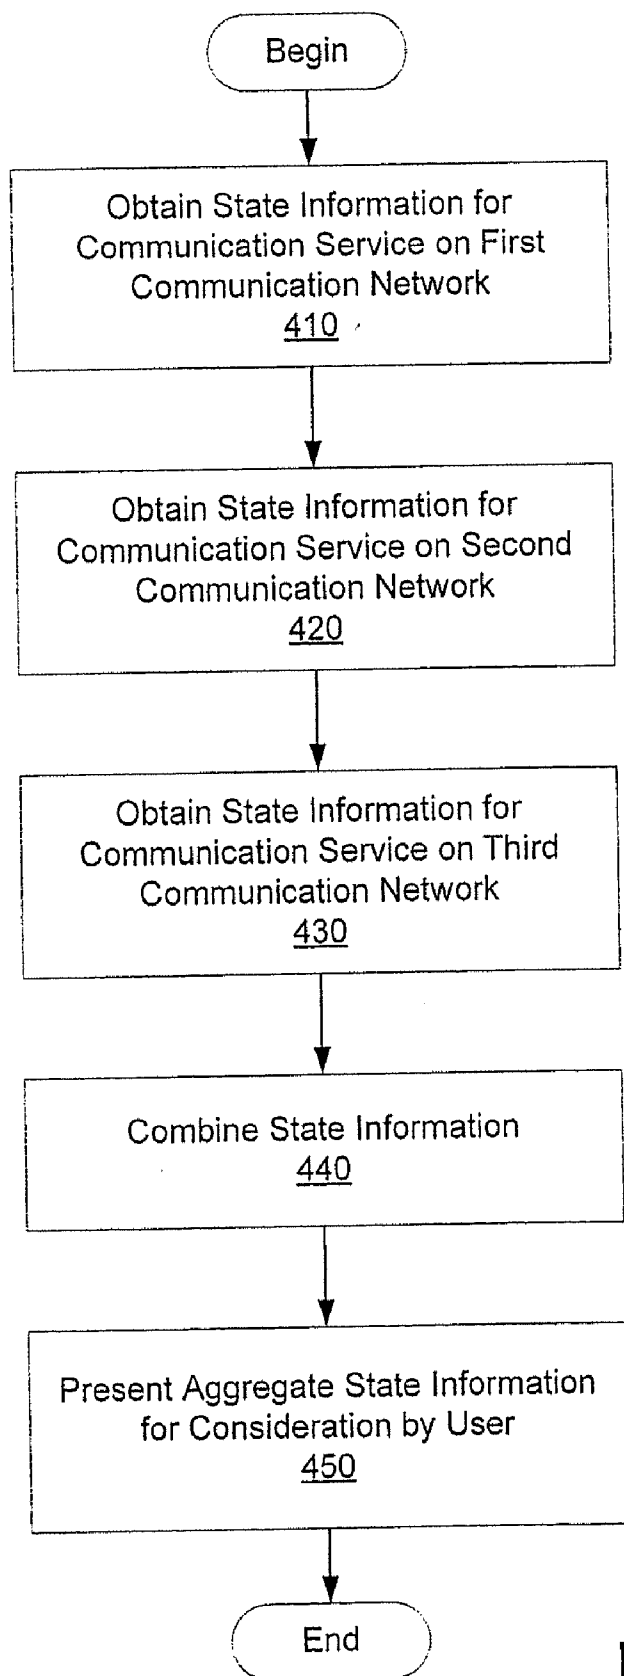 Begin
Obtain State Information for
Communication Service on First
Communication Network
410
Obtain State Information for
Communication Service on Second
Communication Network
420
Obtain State Information for
Communication Service on Third
Communication Network
430
Combine State Information
440
Present Aggregate State Information
for Consideration by User
450
End